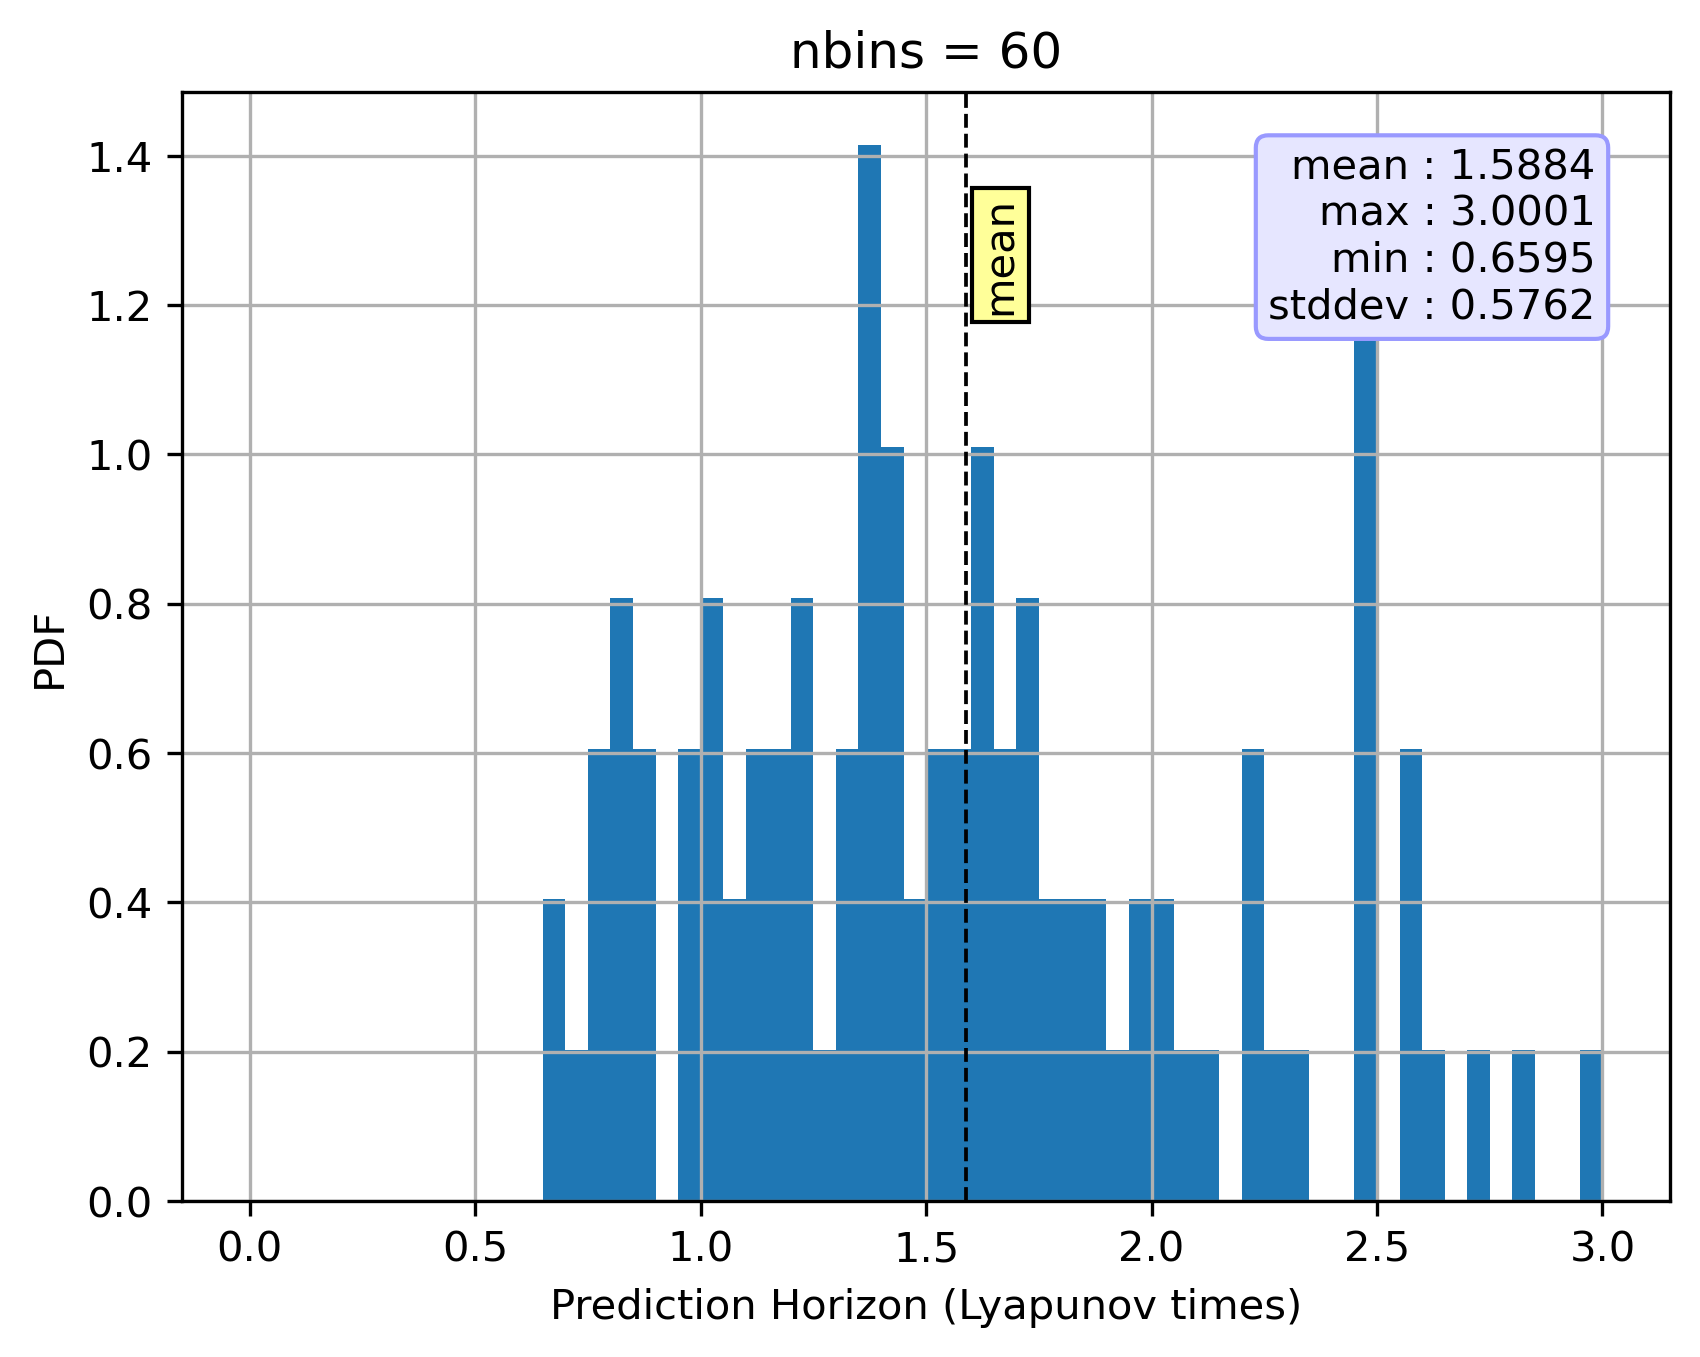 nbins = 60
1.4
1.2
1.0
0.8
0.6
0.4
0.2
0.0
PDF
mean
mean : 1.5884
max : 3.0001
min : 0.6595
stddev : 0.5762
0.0 0.5 1.0 1.5 2.0 2.5 3.0
Prediction Horizon (Lyapunov times)